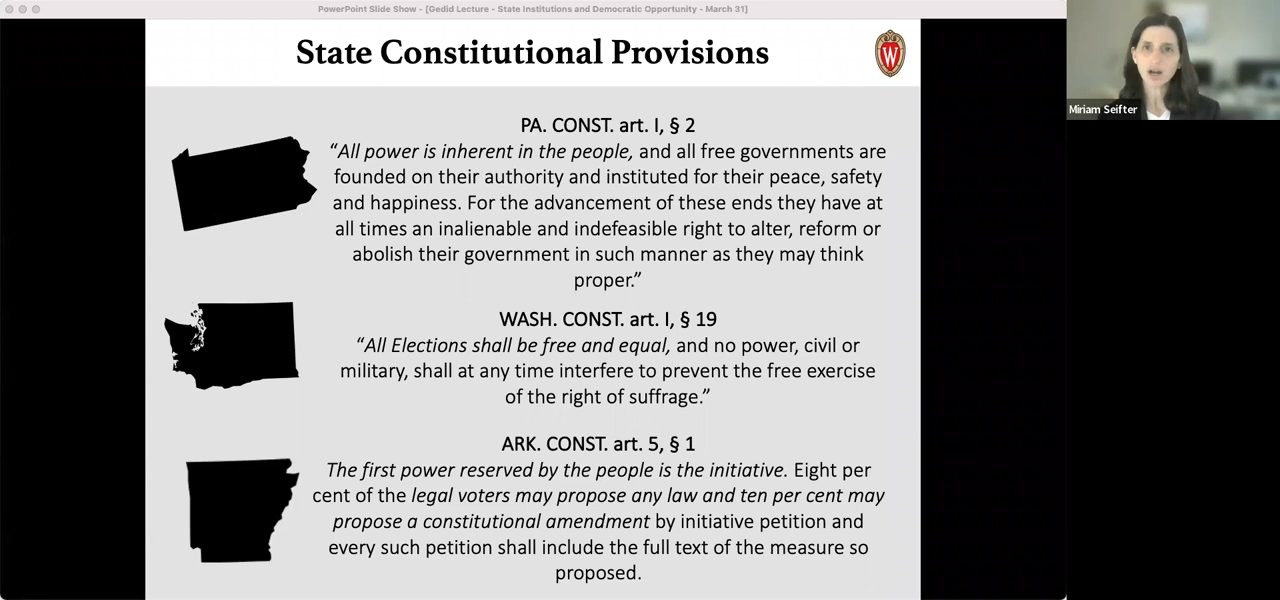 PowerPoint Slide Show - [Gedid Lecture - State Institutions and Democratic Opportunity - March 31]
State Constitutional Provisions
W
Miriam Seifter
PA. CONST. art. I, § 2
“All power is inherent in the people, and all free governments are
founded on their authority and instituted for their peace, safety
and happiness. For the advancement of these ends they have at
all times an inalienable and indefeasible right to alter, reform or
abolish their government in such manner as they may think
proper.”
WASH. CONST. art. I, § 19
“All Elections shall be free and equal, and no power, civil or
military, shall at any time interfere to prevent the free exercise
of the right of suffrage.”
ARK. CONST. art. 5, § 1
The first power reserved by the people is the initiative. Eight per
cent of the legal voters may propose any law and ten per cent may
propose a constitutional amendment by initiative petition and
every such petition shall include the full text of the measure so
proposed.